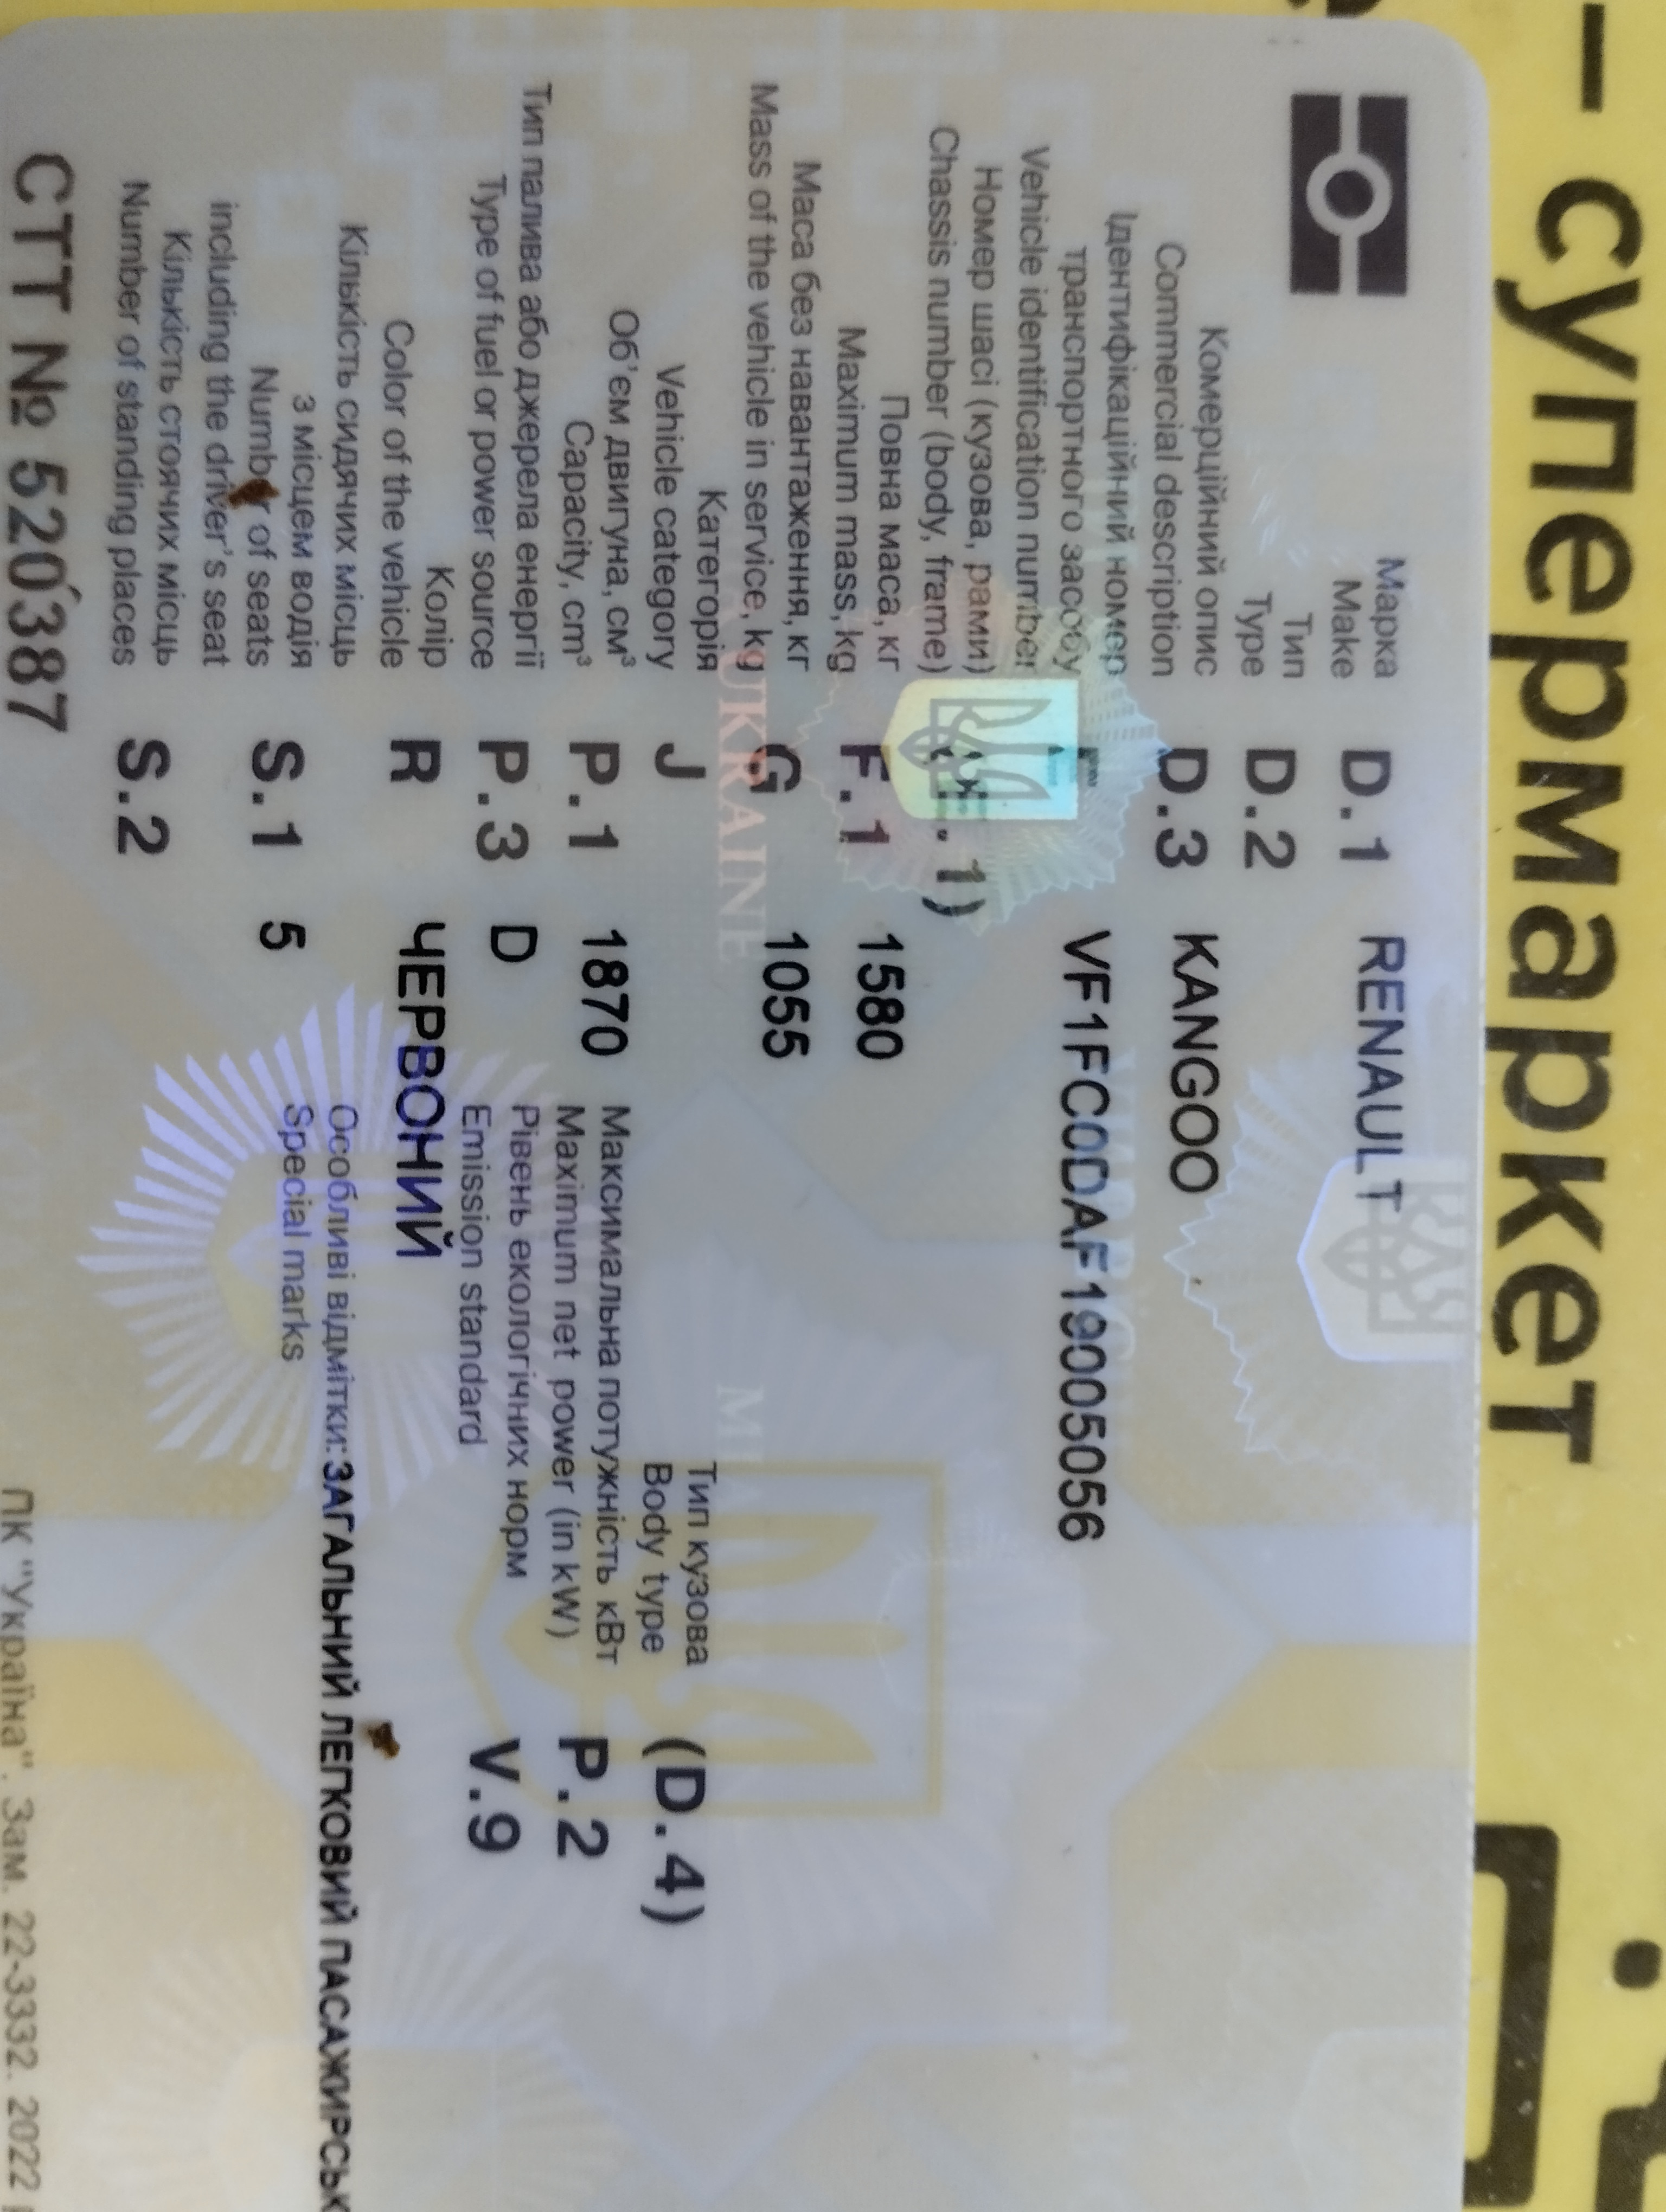 - супермаркет
Марка D.1 RENAULT
Make
Тип D.2
Type
Комерційний опис D.3 KANGOO
Commercial description
Ідентифікаційний номер
транспортного засобу VF1FC0DAF19005056
Vehicle identification number
Номер шасі (кузова, рами)
Chassis number (body, frame)
Повна маса, кг F.1 1580
Maximum mass, kg
Маса без навантаження, кг G 1055
Mass of the vehicle in service, kg
UKRAINE
Категорія J Тип кузова (D.4)
Vehicle category Body type
Об'єм двигуна, см³ P.1 1870 Максимальна потужність кВт P.2
Capacity, cm³ Maximum net power (in kW)
Тип палива або джерела енергії P.3 D Рівень екологічних норм V.9
Type of fuel or power source Emission standard
Колір R ЧЕРВОНИЙ
Color of the vehicle
Кількість сидячих місць Особливі відмітки: ЗАГАЛЬНИЙ ЛЕГКОВИЙ ПАСАЖИРСЬК
з місцем водія S.1 5 Special marks
Number of seats
including the driver's seat
Кількість стоячих місць S.2
Number of standing places
СТТ № 520387
ПК "Україна". Зам. 22-3332. 2022